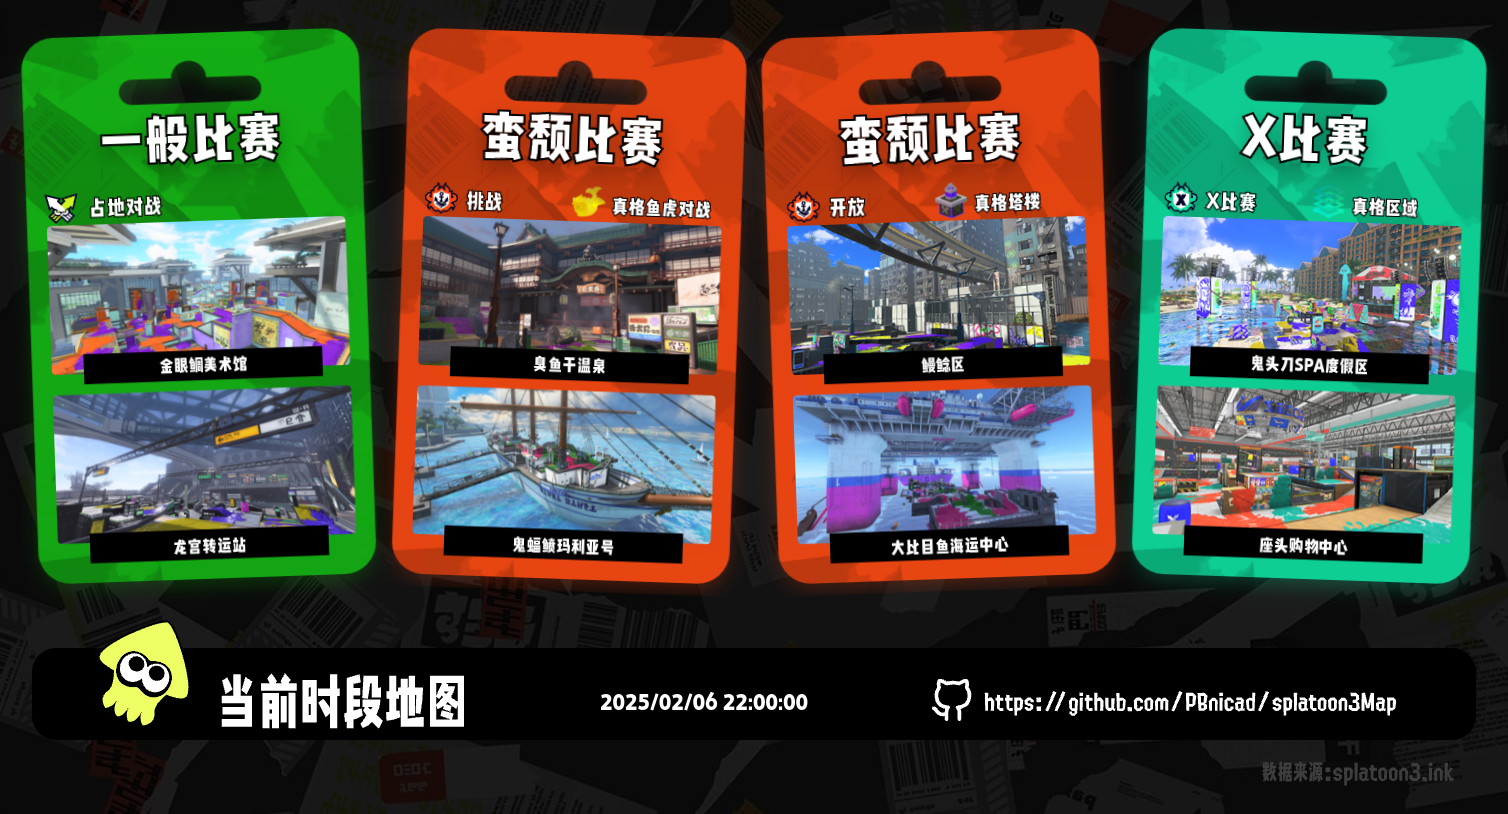 一般比赛
占地对战
金眼鲷美术馆
龙宫转运站
蛮颓比赛
挑战
真格鱼虎对战
臭鱼干温泉
鬼蝠鲼玛利亚号
蛮颓比赛
开放
真格塔楼
鳗鲶区
大比目鱼海运中心
X比赛
X比赛
真格区域
鬼头刀SPA度假区
座头购物中心
当前时段地图
2025/02/06 22:00:00
https://github.com/PBnicad/splatoon3Map
数据来源:splatoon3.ink